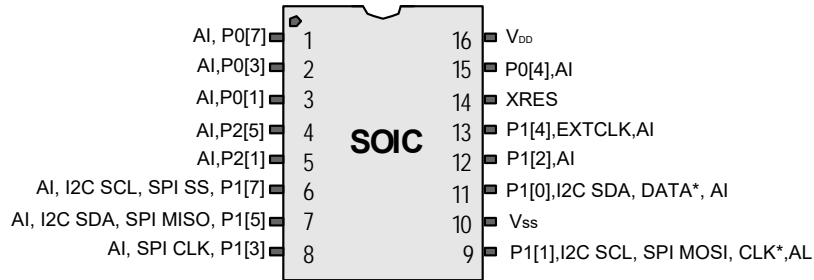 AI, P0[7] 1 16 VDD
AI,P0[3] 2 15 P0[4],AI
AI,P0[1] 3 14 XRES
AI,P2[5] 4 13 P1[4],EXTCLK,AI
SOIC
AI,P2[1] 5 12 P1[2],AI
AI, I2C SCL, SPI SS, P1[7] 6 11 P1[0],I2C SDA, DATA*, AI
AI, I2C SDA, SPI MISO, P1[5] 7 10 Vss
AI, SPI CLK, P1[3] 8 9 P1[1],I2C SCL, SPI MOSI, CLK*,AL